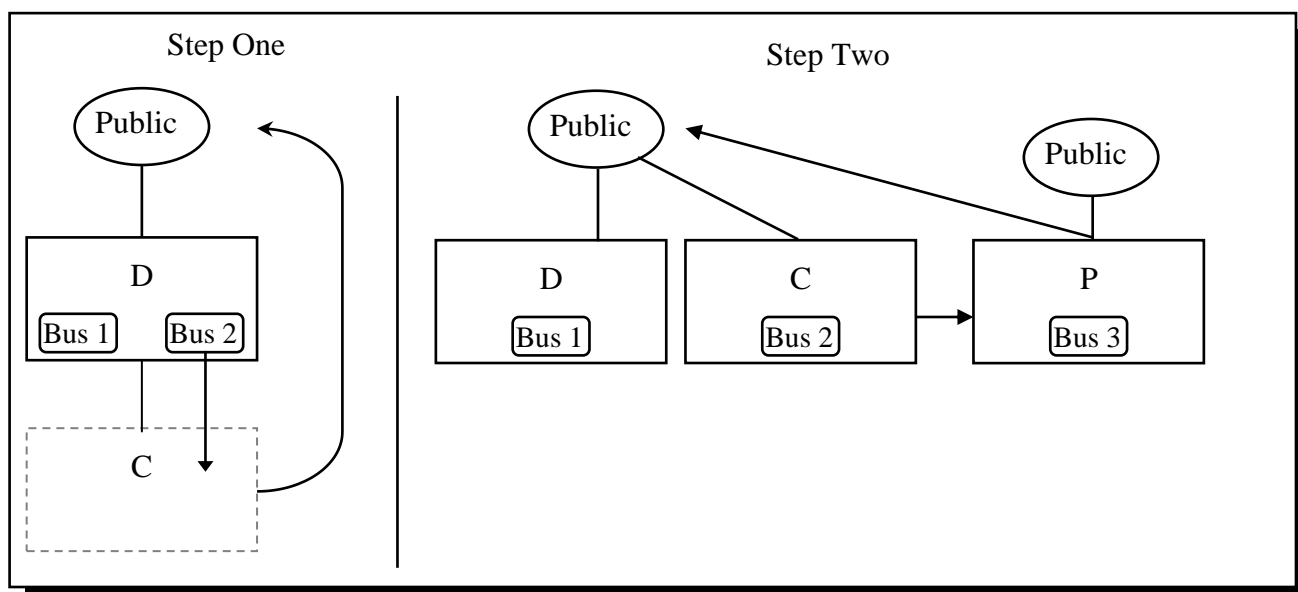 Step One
Public
D
Bus 1 Bus 2
C
Step Two
Public
Public
D C P
Bus 1 Bus 2 Bus 3